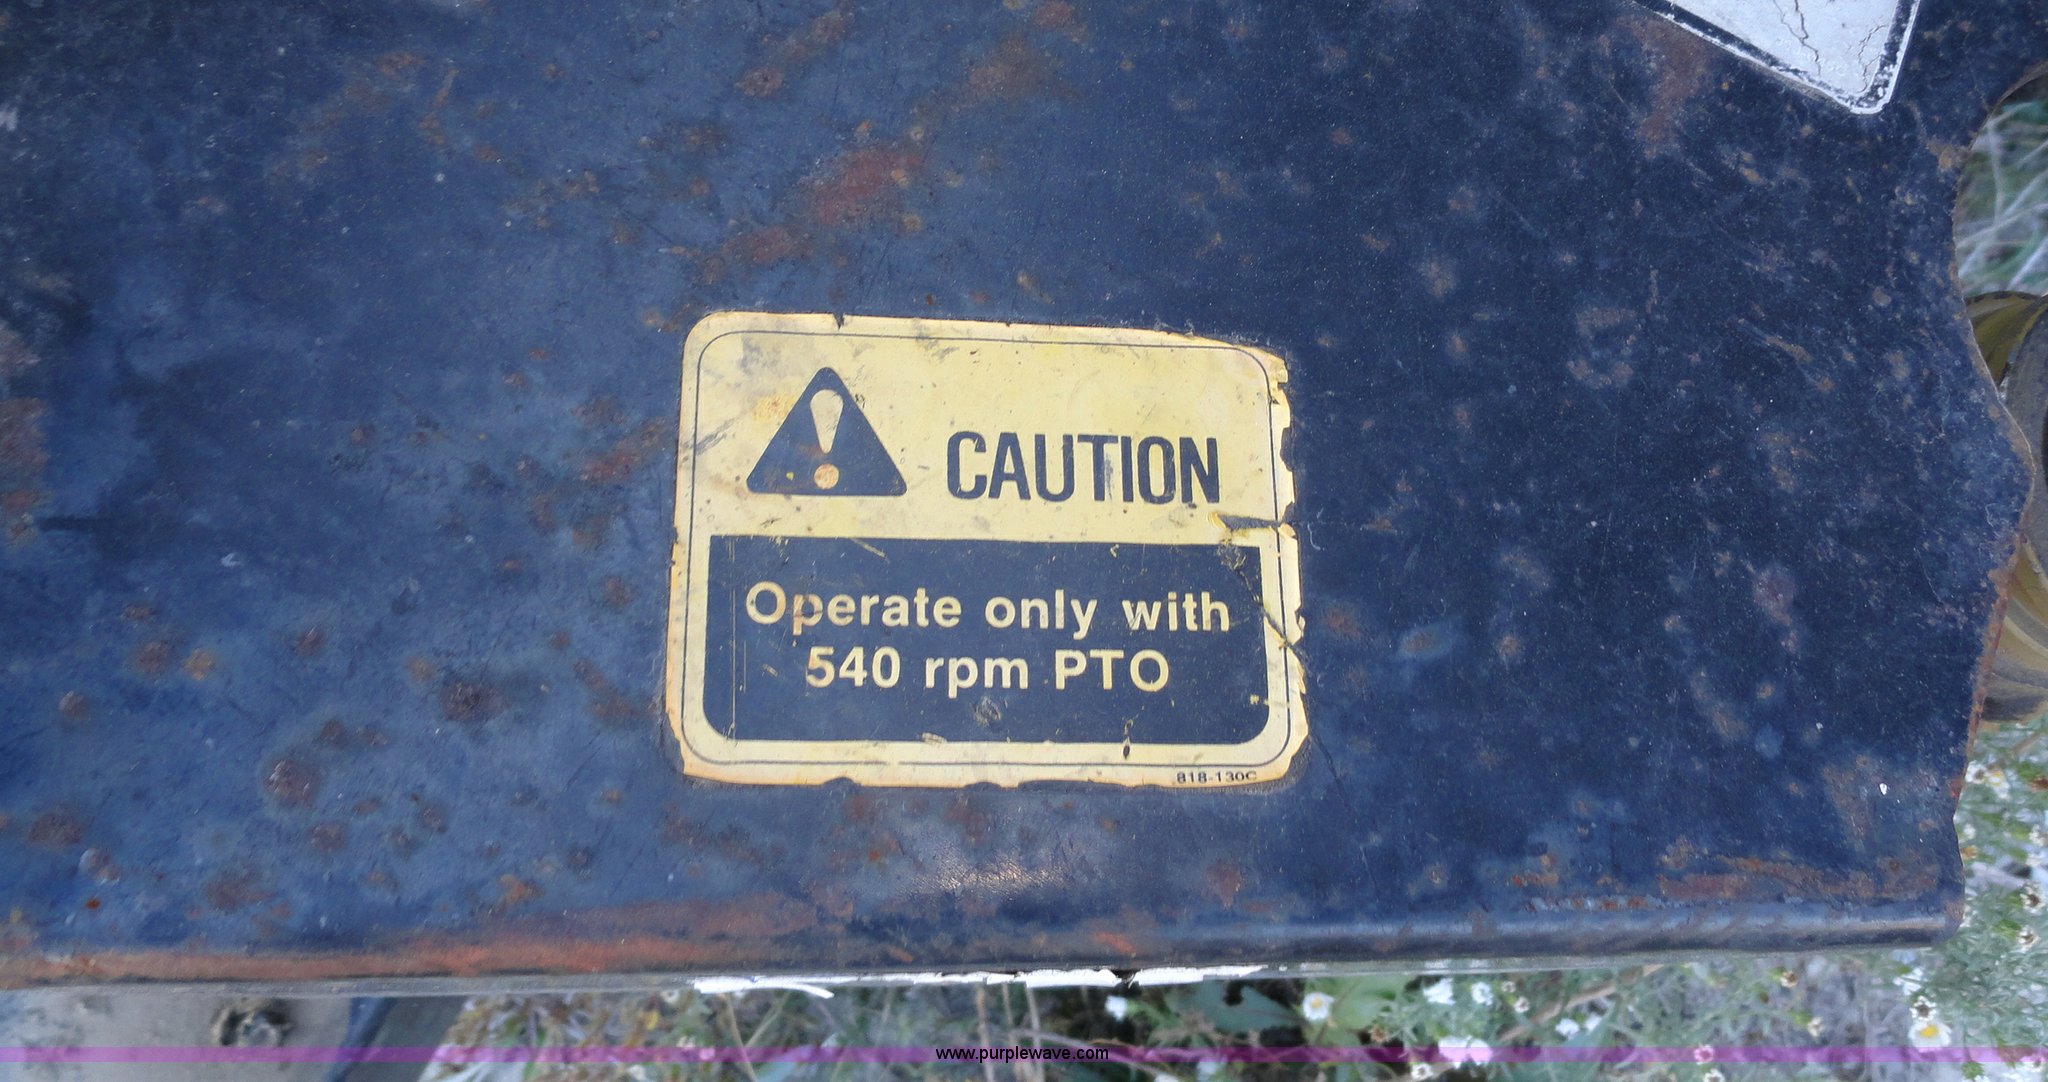 CAUTION
Operate only with
540 rpm PTO
818-130C
www.purplewave.com